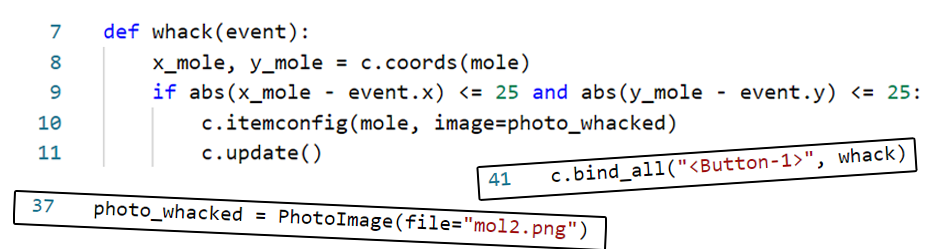 7 def whack(event):
8 x_mole, y_mole = c.coords(mole)
9 if abs(x_mole - event.x) <= 25 and abs(y_mole - event.y) <= 25:
10 c.itemconfig(mole, image=photo_whacked)
11 c.update()
41 c.bind_all("<Button-1>", whack)
37 photo_whacked = PhotoImage(file="mol2.png")